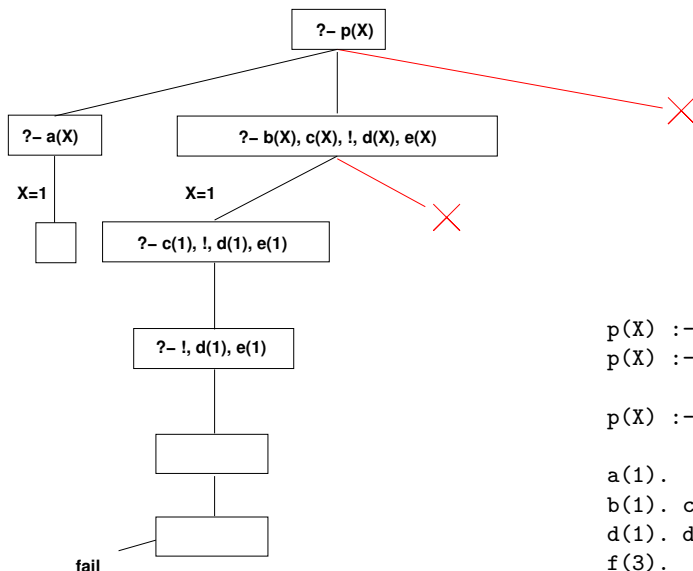 ?– p(X)
?– a(X)
?– b(X), c(X), !, d(X), e(X)
X=1
X=1
?– c(1), !, d(1), e(1)
?– !, d(1), e(1)
fail
p(X) :–
p(X) :–
p(X) :–
a(1).
b(1). c
d(1). d
f(3).